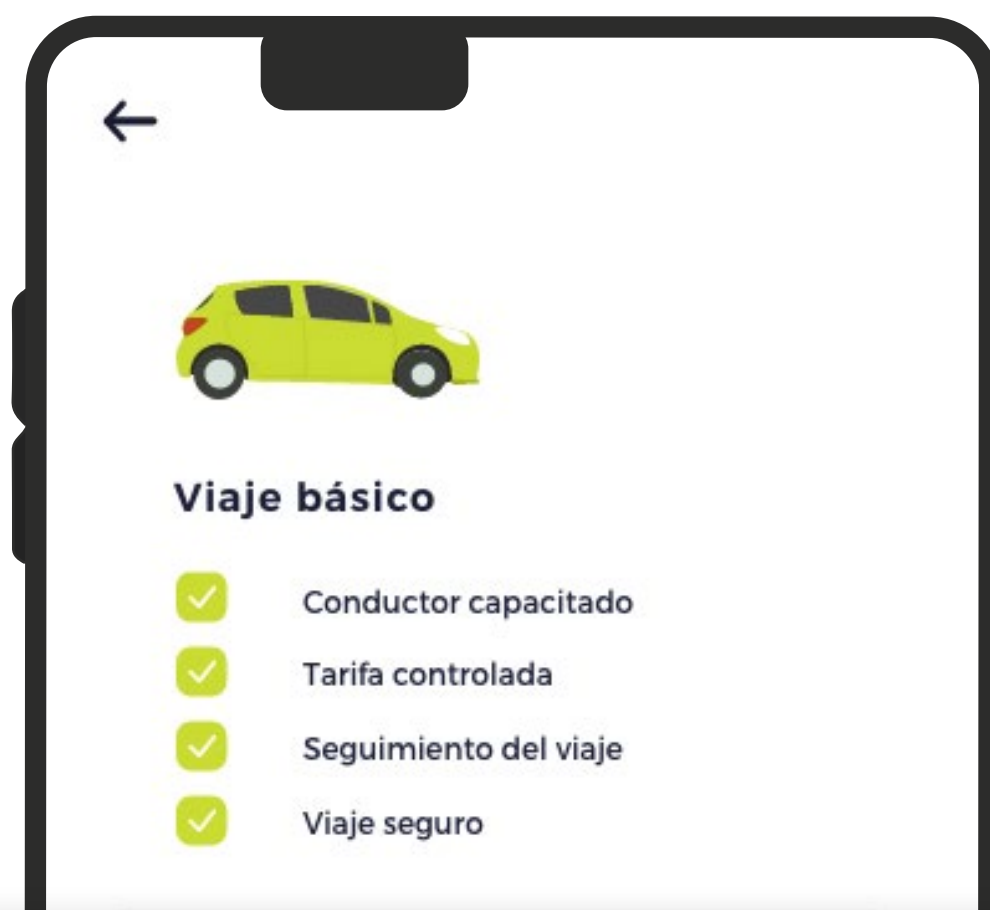 Viaje básico
Conductor capacitado
Tarifa controlada
Seguimiento del viaje
Viaje seguro